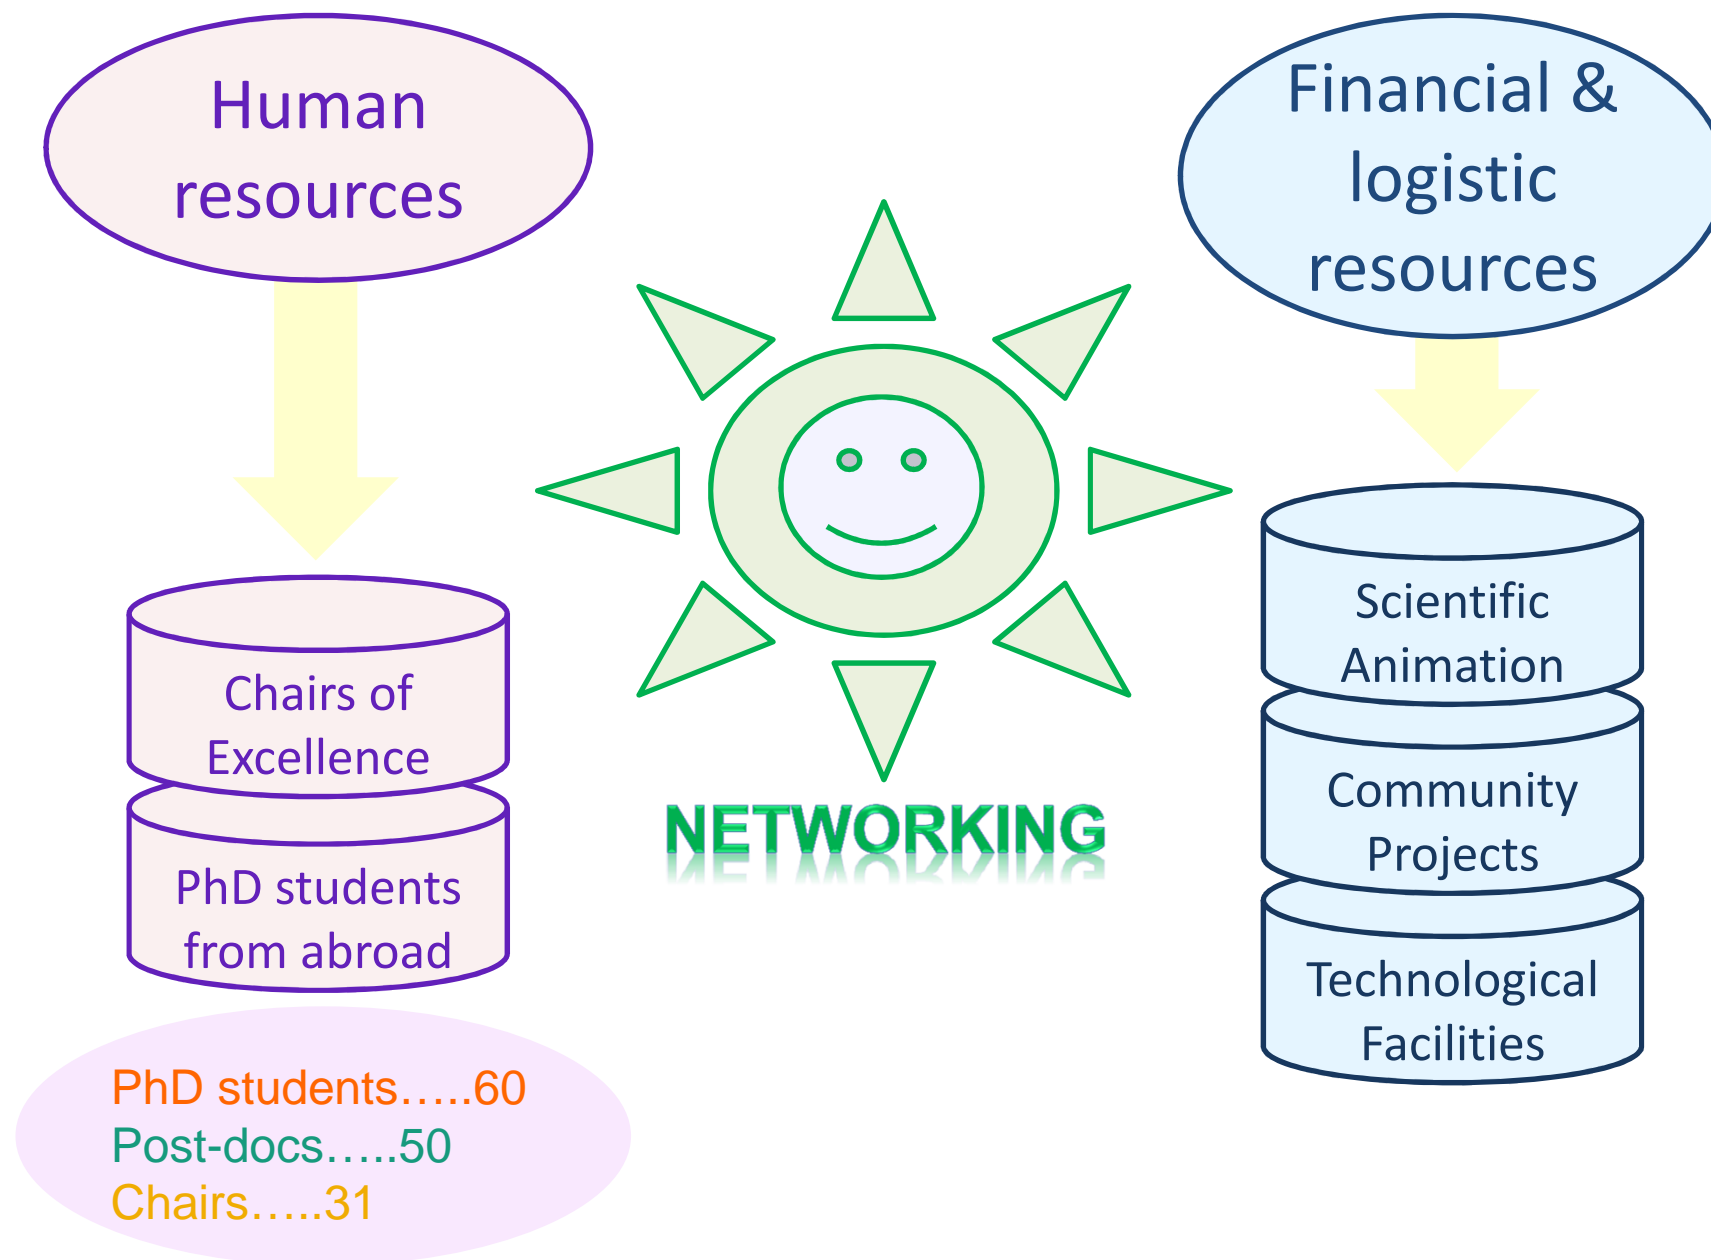 Human
resources
Chairs of
Excellence
PhD students
from abroad
PhD students…..60
Post-docs…..50
Chairs…..31
NETWORKING
Financial &
logistic
resources
Scientific
Animation
Community
Projects
Technological
Facilities